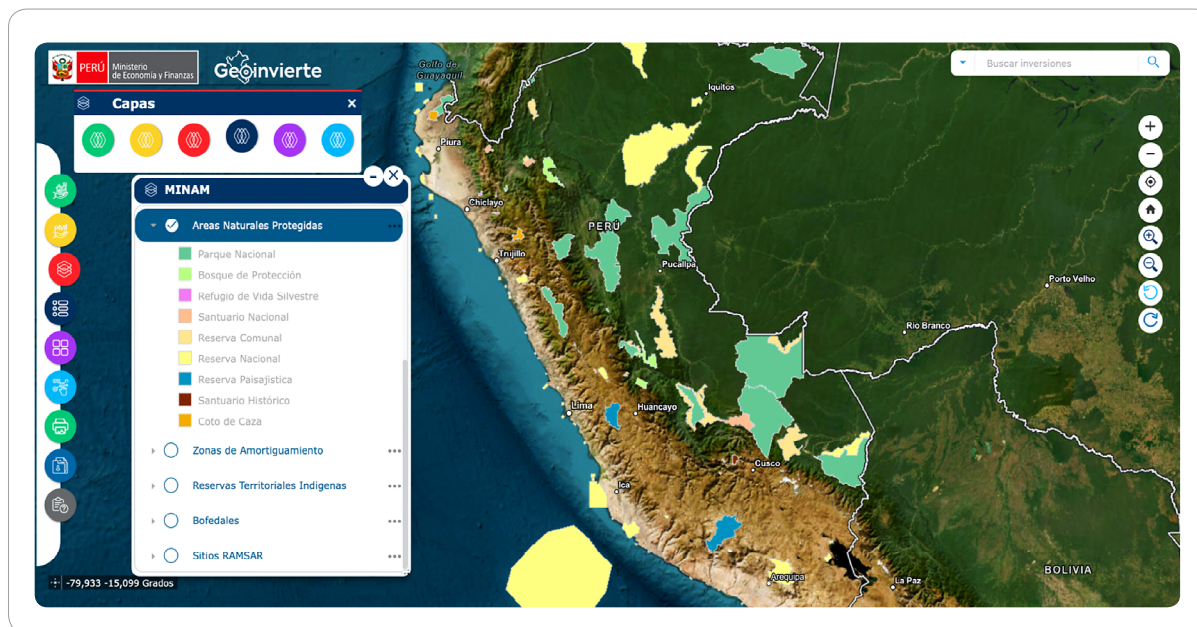 PERÚ
Ministerio
de Economía y Finanzas
Geoinvierte
Buscar inversiones
Capas
MINAM
Areas Naturales Protegidas
Parque Nacional
Bosque de Protección
Refugio de Vida Silvestre
Santuario Nacional
Reserva Comunal
Reserva Nacional
Reserva Paisajistica
Santuario Histórico
Coto de Caza
Zonas de Amortiguamiento
Reservas Territoriales Indigenas
Bofedales
Sitios RAMSAR
-79,933 -15,099 Grados
Golfo de
Guayaquil
Iquitos
Piura
Chiclayo
PERÚ
Trujillo
Pucallpa
Porto Velho
Rio Branco
Lima
Huancayo
Cusco
Ica
BOLIVIA
Arequipa
La Paz